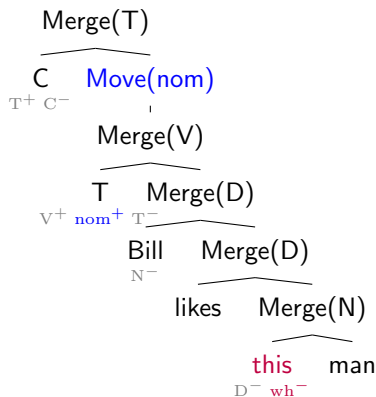 Merge(T)
C Move(nom)
T⁺ C⁻
Merge(V)
T Merge(D)
V⁺ nom⁺ T⁻
Bill Merge(D)
N⁻
likes Merge(N)
this man
D⁻ wh⁻